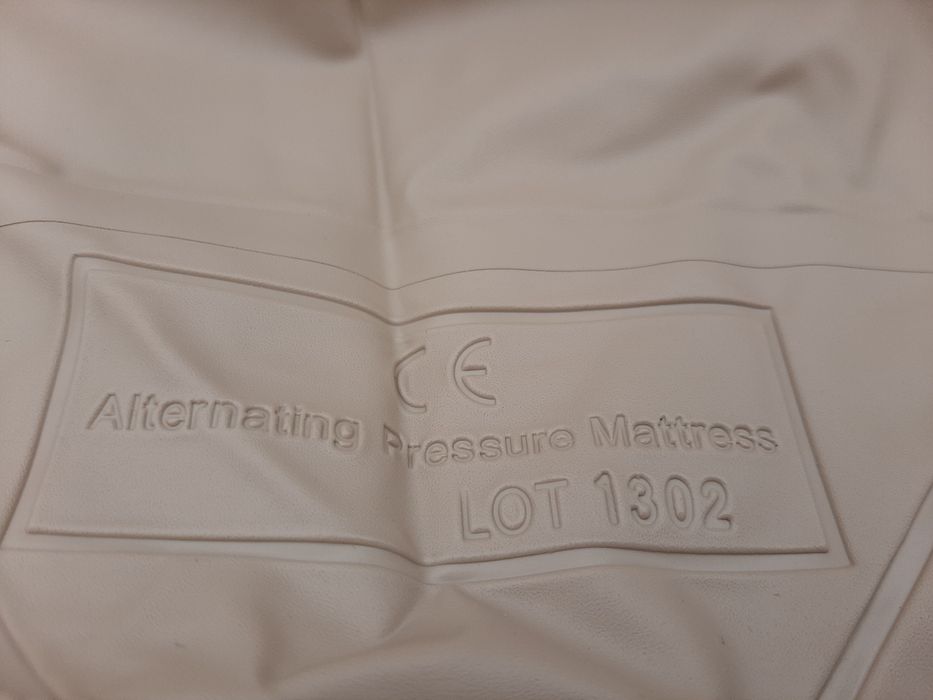 CE
Alternating Pressure Mattress
LOT 1302